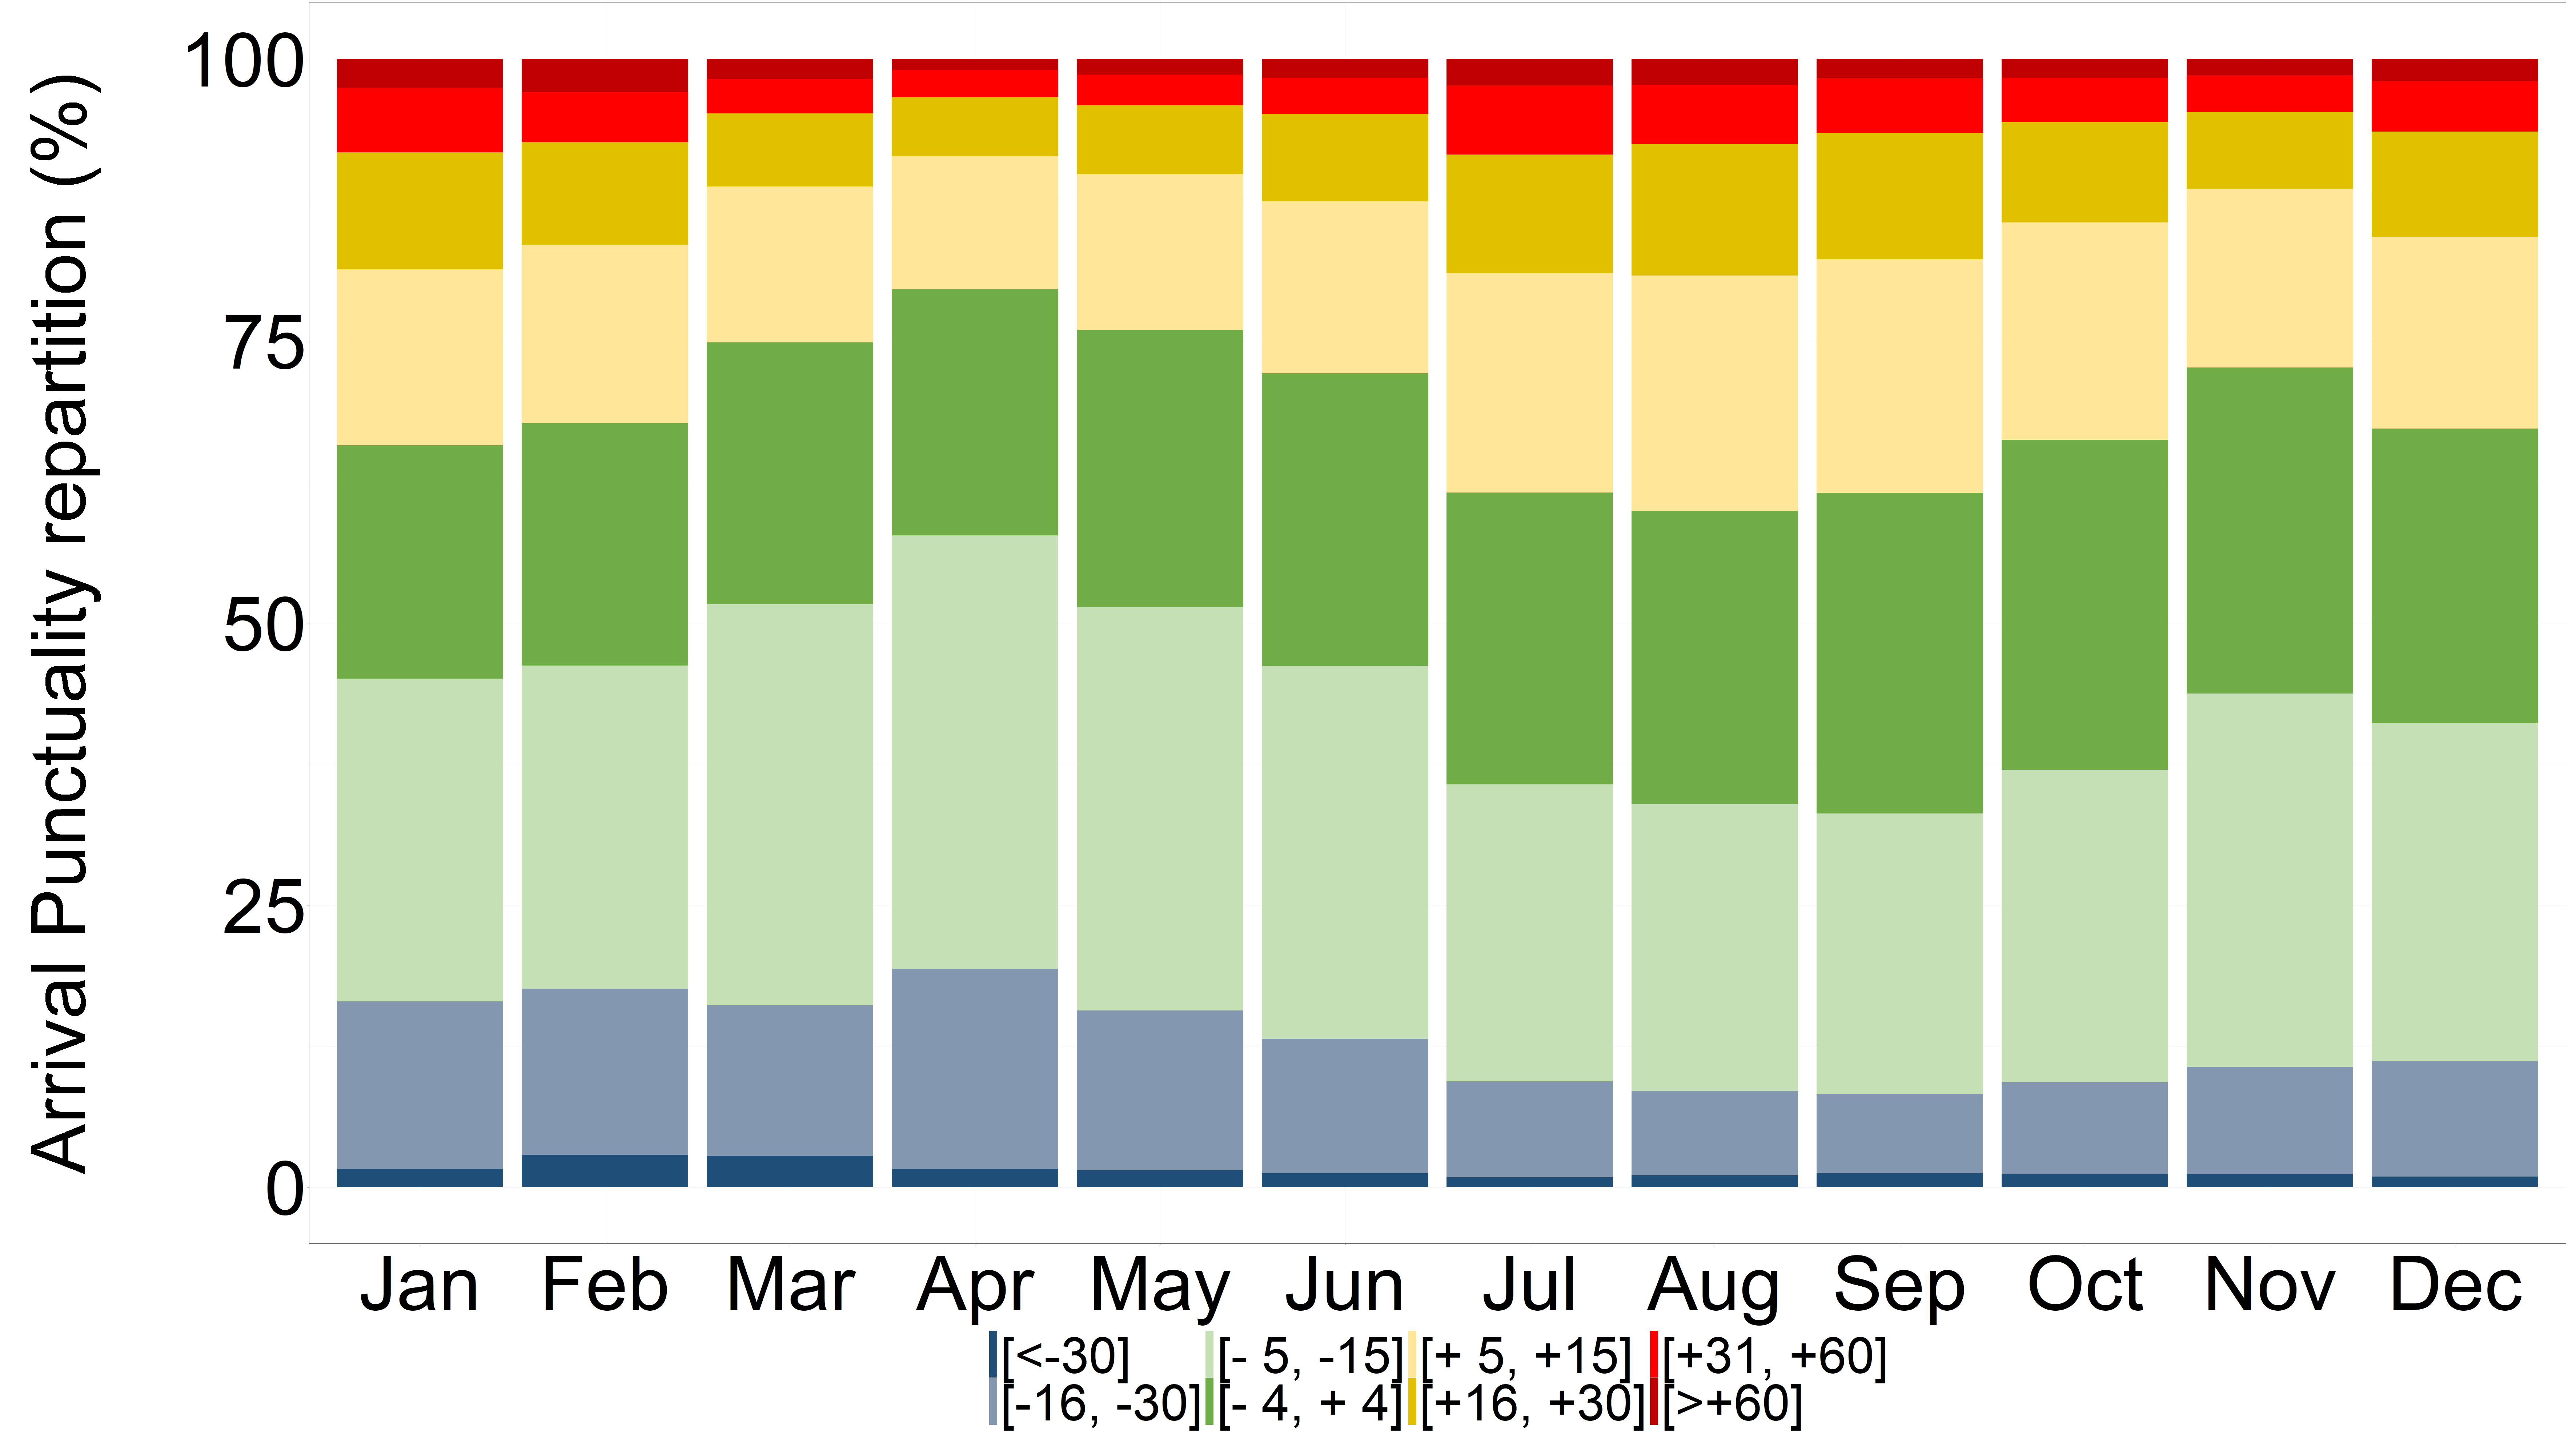 Arrival Punctuality repartition (%)
100
75
50
25
0
Jan Feb Mar Apr May Jun Jul Aug Sep Oct Nov Dec
[<-30] [- 5, -15] [+ 5, +15] [+31, +60]
[-16, -30] [- 4, + 4] [+16, +30] [>+60]